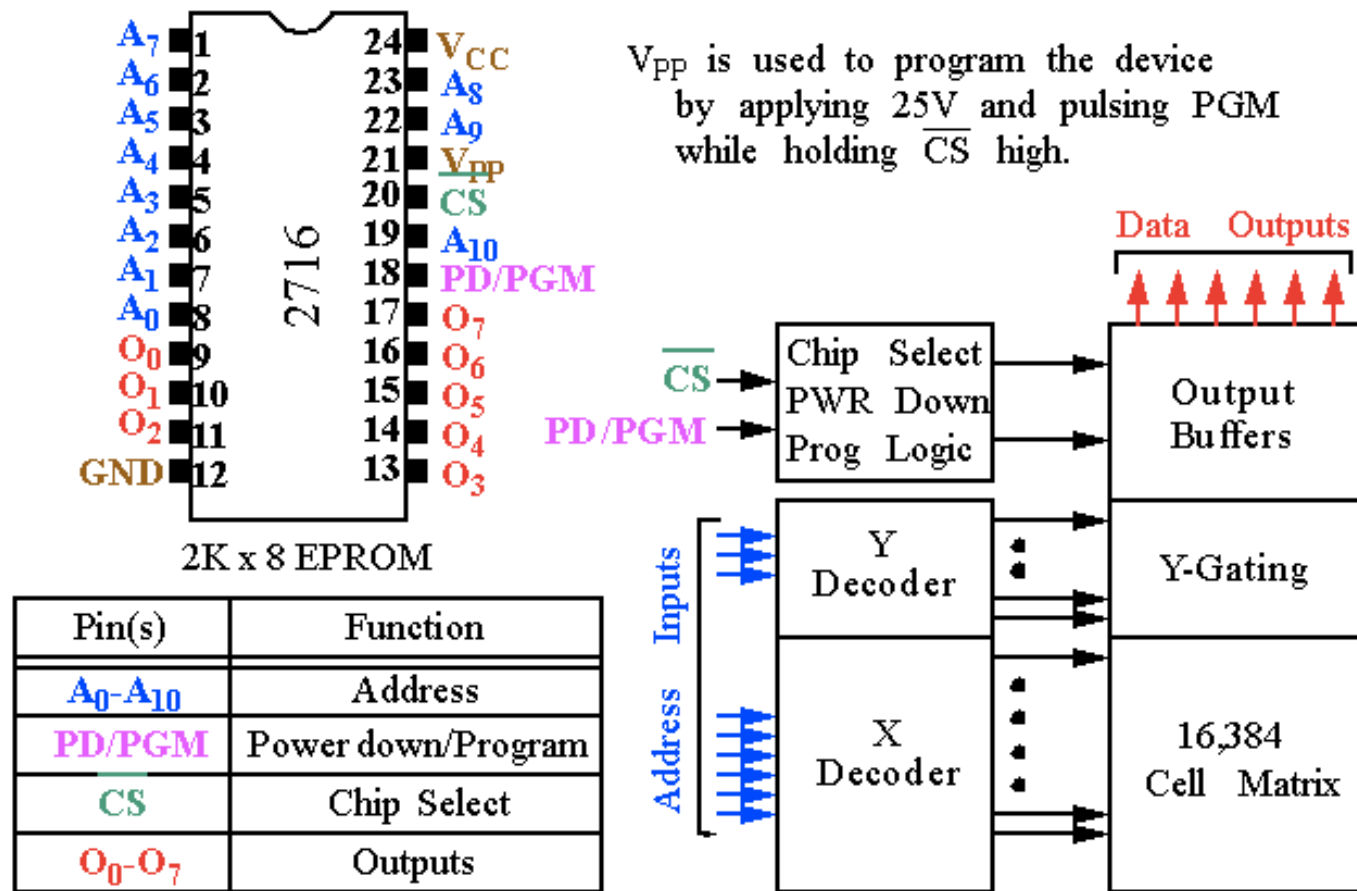 A7 1 24 VCC
A6 2 23 A8
A5 3 22 A9
A4 4 21 VPP
A3 5 20 C̅S̅
A2 6 19 A10
A1 7 18 PD/PGM
A0 8 17 O7
O0 9 16 O6
O1 10 15 O5
O2 11 14 O4
GND 12 13 O3
2716
2K x 8 EPROM
VPP is used to program the device
by applying 25V and pulsing PGM
while holding C̅S̅ high.
Pin(s) Function
A0-A10 Address
PD/PGM Power down/Program
C̅S̅ Chip Select
O0-O7 Outputs
Data Outputs
C̅S̅
PD/PGM
Chip Select
PWR Down
Prog Logic
Output
Buffers
Address Inputs
Y
Decoder
Y-Gating
X
Decoder
16,384
Cell Matrix